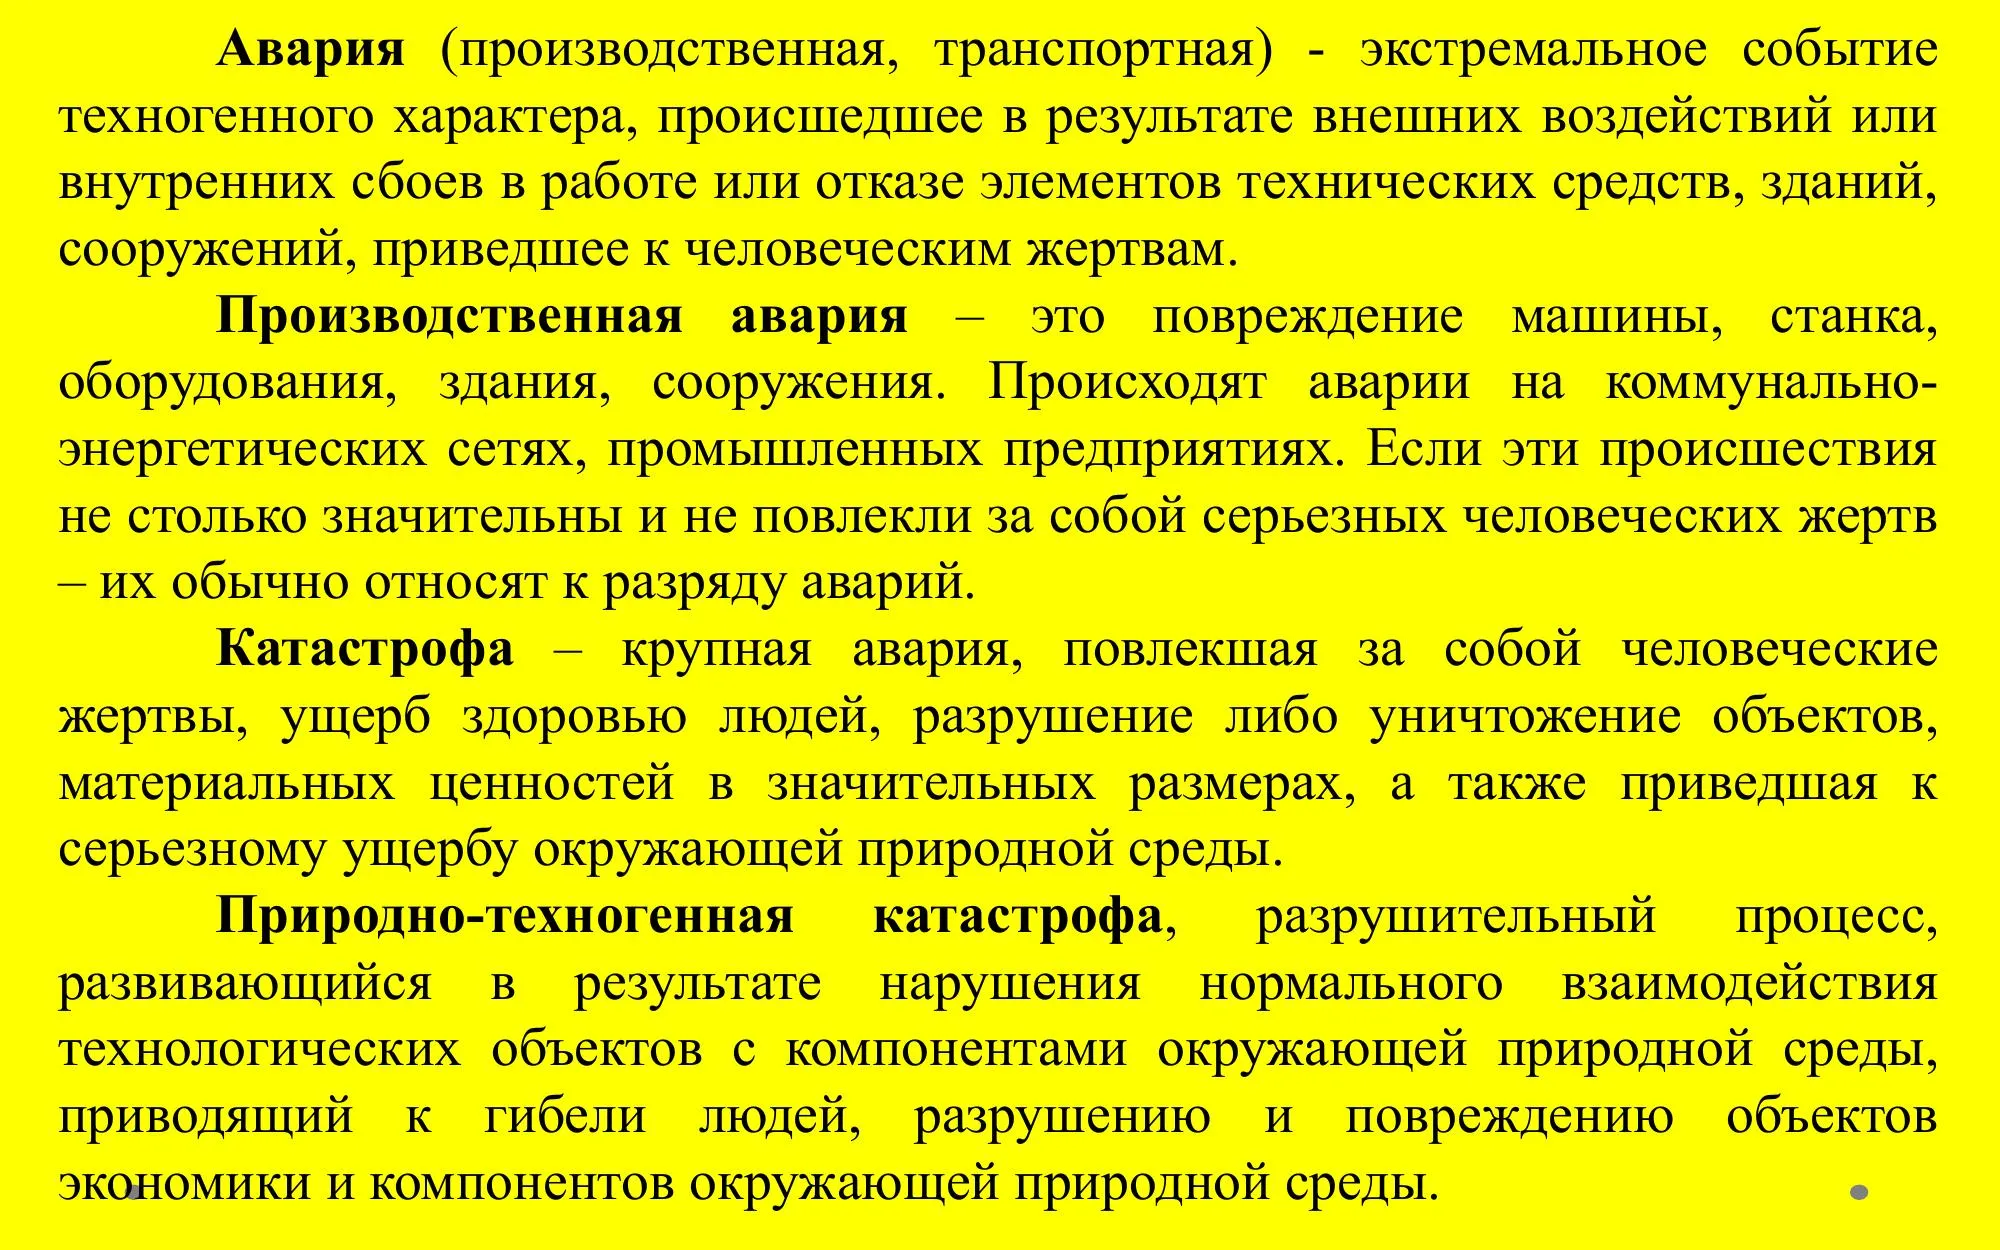 Авария (производственная, транспортная) - экстремальное событие
техногенного характера, происшедшее в результате внешних воздействий или
внутренних сбоев в работе или отказе элементов технических средств, зданий,
сооружений, приведшее к человеческим жертвам.
Производственная авария – это повреждение машины, станка,
оборудования, здания, сооружения. Происходят аварии на коммунально-
энергетических сетях, промышленных предприятиях. Если эти происшествия
не столько значительны и не повлекли за собой серьезных человеческих жертв
– их обычно относят к разряду аварий.
Катастрофа – крупная авария, повлекшая за собой человеческие
жертвы, ущерб здоровью людей, разрушение либо уничтожение объектов,
материальных ценностей в значительных размерах, а также приведшая к
серьезному ущербу окружающей природной среды.
Природно-техногенная катастрофа, разрушительный процесс,
развивающийся в результате нарушения нормального взаимодействия
технологических объектов с компонентами окружающей природной среды,
приводящий к гибели людей, разрушению и повреждению объектов
экономики и компонентов окружающей природной среды.